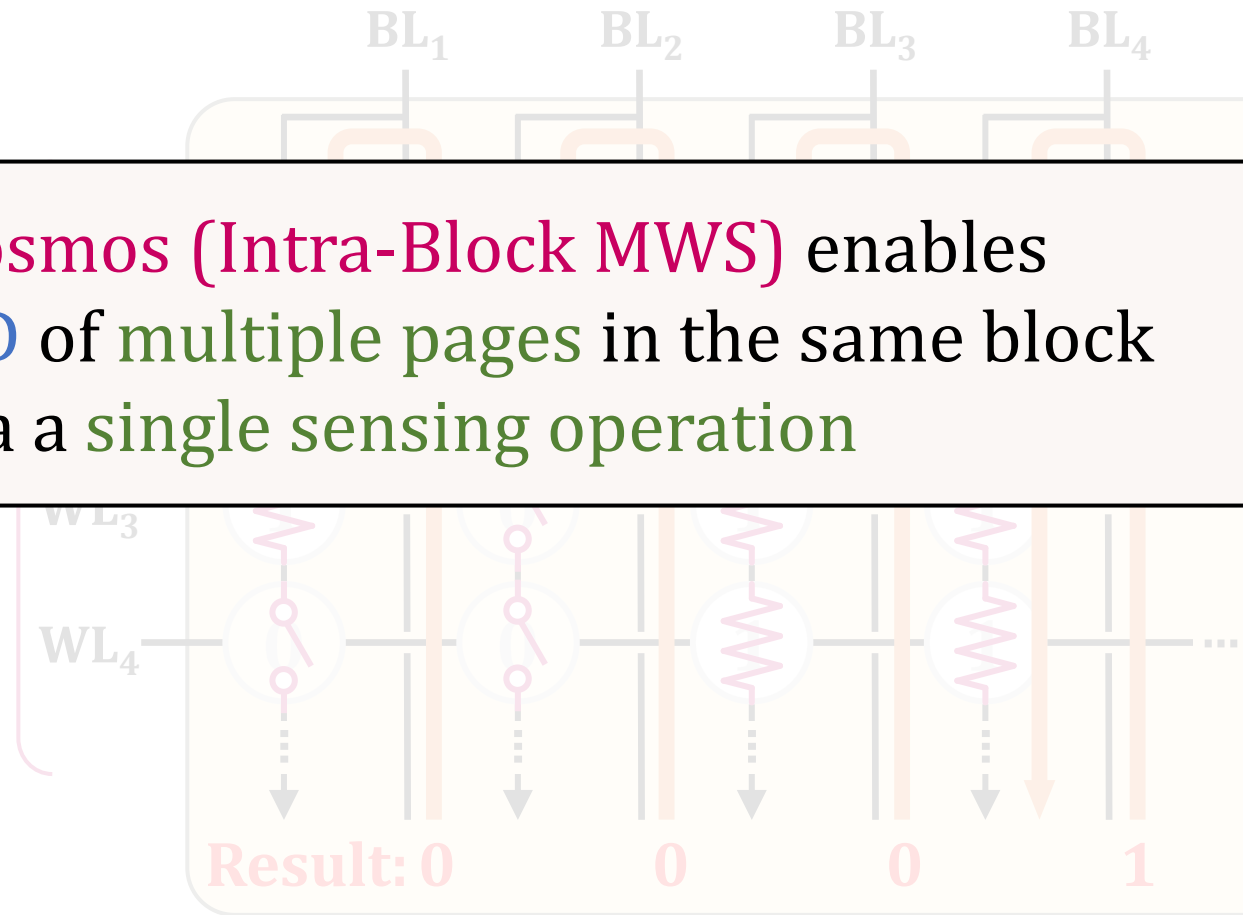 BL1 BL2 BL3 BL4
osmos (Intra-Block MWS) enables
D of multiple pages in the same block
a a single sensing operation
WL3
WL4
Result: 0 0 0 1